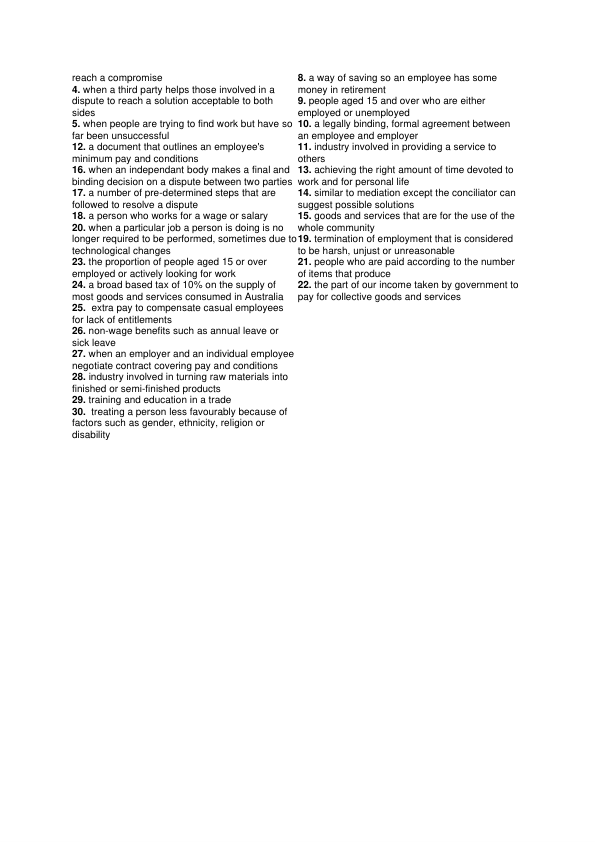 reach a compromise
4. when a third party helps those involved in a
dispute to reach a solution acceptable to both
sides
5. when people are trying to find work but have so
far been unsuccessful
12. a document that outlines an employee's
minimum pay and conditions
16. when an independant body makes a final and
binding decision on a dispute between two parties
17. a number of pre-determined steps that are
followed to resolve a dispute
18. a person who works for a wage or salary
20. when a particular job a person is doing is no
longer required to be performed, sometimes due to
technological changes
23. the proportion of people aged 15 or over
employed or actively looking for work
24. a broad based tax of 10% on the supply of
most goods and services consumed in Australia
25. extra pay to compensate casual employees
for lack of entitlements
26. non-wage benefits such as annual leave or
sick leave
27. when an employer and an individual employee
negotiate contract covering pay and conditions
28. industry involved in turning raw materials into
finished or semi-finished products
29. training and education in a trade
30. treating a person less favourably because of
factors such as gender, ethnicity, religion or
disability
8. a way of saving so an employee has some
money in retirement
9. people aged 15 and over who are either
employed or unemployed
10. a legally binding, formal agreement between
an employee and employer
11. industry involved in providing a service to
others
13. achieving the right amount of time devoted to
work and for personal life
14. similar to mediation except the conciliator can
suggest possible solutions
15. goods and services that are for the use of the
whole community
19. termination of employment that is considered
to be harsh, unjust or unreasonable
21. people who are paid according to the number
of items that produce
22. the part of our income taken by government to
pay for collective goods and services